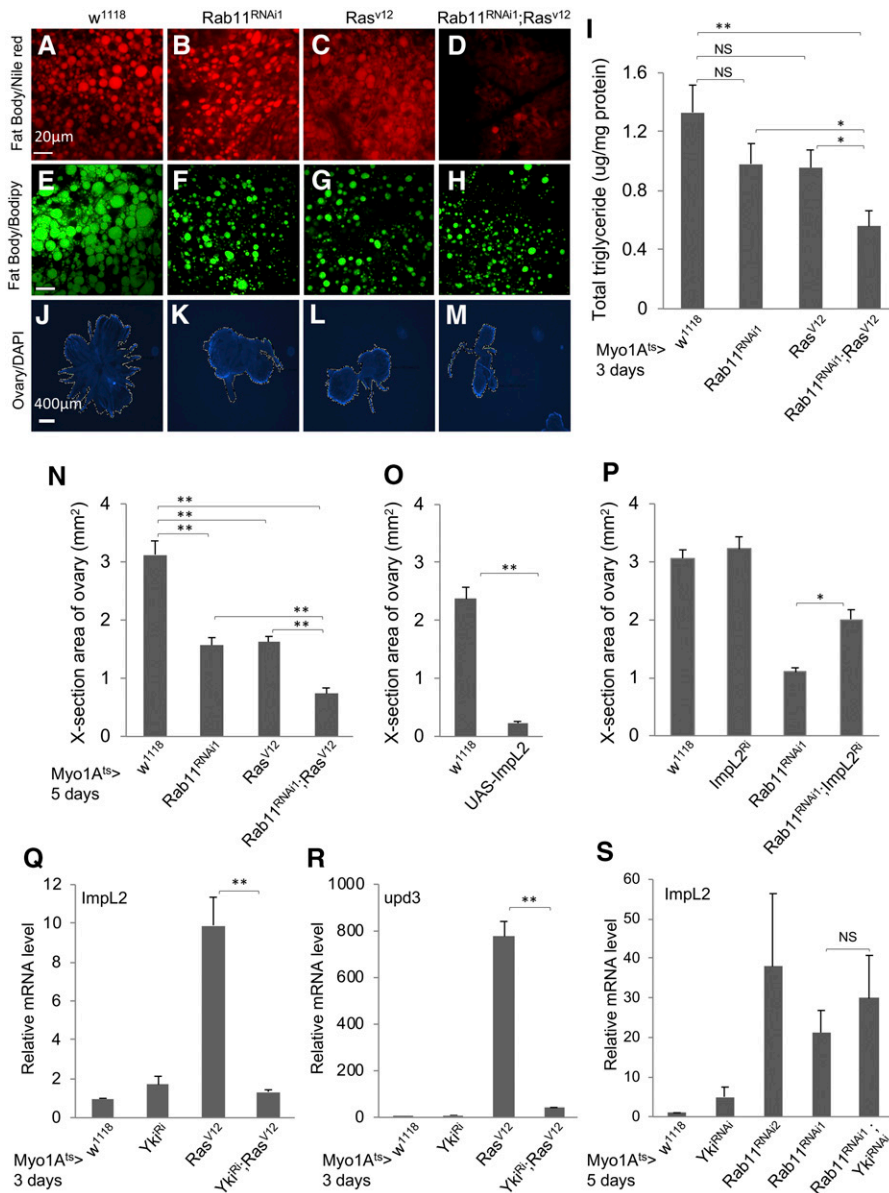 w1118 Rab11RNAi1 Rasv12 Rab11RNAi1;Rasv12
Fat Body/Nile red
A B C D
20µm
Fat Body/Bodipy
E F G H
Ovary/DAPI
J K L M
400µm
I
Total triglyceride (ug/mg protein)
1.6
1.2
0.8
0.4
0
**
NS
NS
*
*
Myo1Ats>
3 days
w1118
Rab11RNAi1
RasV12
Rab11RNAi1;RasV12
N
X-section area of ovary (mm2)
4
3
2
1
0
**
**
**
**
**
Myo1Ats>
5 days
w1118
Rab11RNAi1
RasV12
Rab11RNAi1;RasV12
O
X-section area of ovary (mm2)
4
3
2
1
0
**
w1118
UAS-ImpL2
P
X-section area of ovary (mm2)
4
3
2
1
0
*
w1118
ImpL2Ri
Rab11RNAi1
Rab11RNAi1;ImpL2Ri
Q
Relative mRNA level
12
10
8
6
4
2
0
ImpL2
**
Myo1Ats>
3 days
w1118
YkiRi
RasV12
YkiRi;RasV12
R
Relative mRNA level
1000
800
600
400
200
0
upd3
**
Myo1Ats>
3 days
w1118
YkiRi
RasV12
YkiRi;RasV12
S
Relative mRNA level
60
50
40
30
20
10
0
ImpL2
NS
Myo1Ats>
5 days
w1118
YkiRNAi
Rab11RNAi2
Rab11RNAi1
Rab11RNAi1;
YkiRNAi